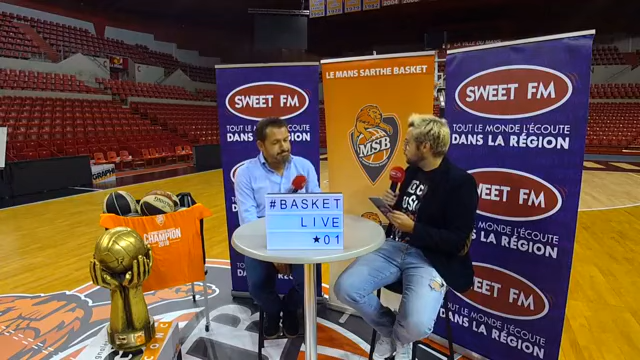 SWEET FM
TOUT LE MONDE L'ÉCOUTE
DANS LA RÉGION
LE MANS SARTHE BASKET
MSB
SWEET FM
TOUT LE MONDE L'ÉCOUTE
DANS LA RÉGION
SWEET FM
TOUT LE MONDE L'ÉCOUTE
DANS LA RÉGION
SWEET FM
TOUT LE MONDE L'ÉCOUTE
DANS LA RÉGION
#BASKET
LIVE
★01
CHAMPION